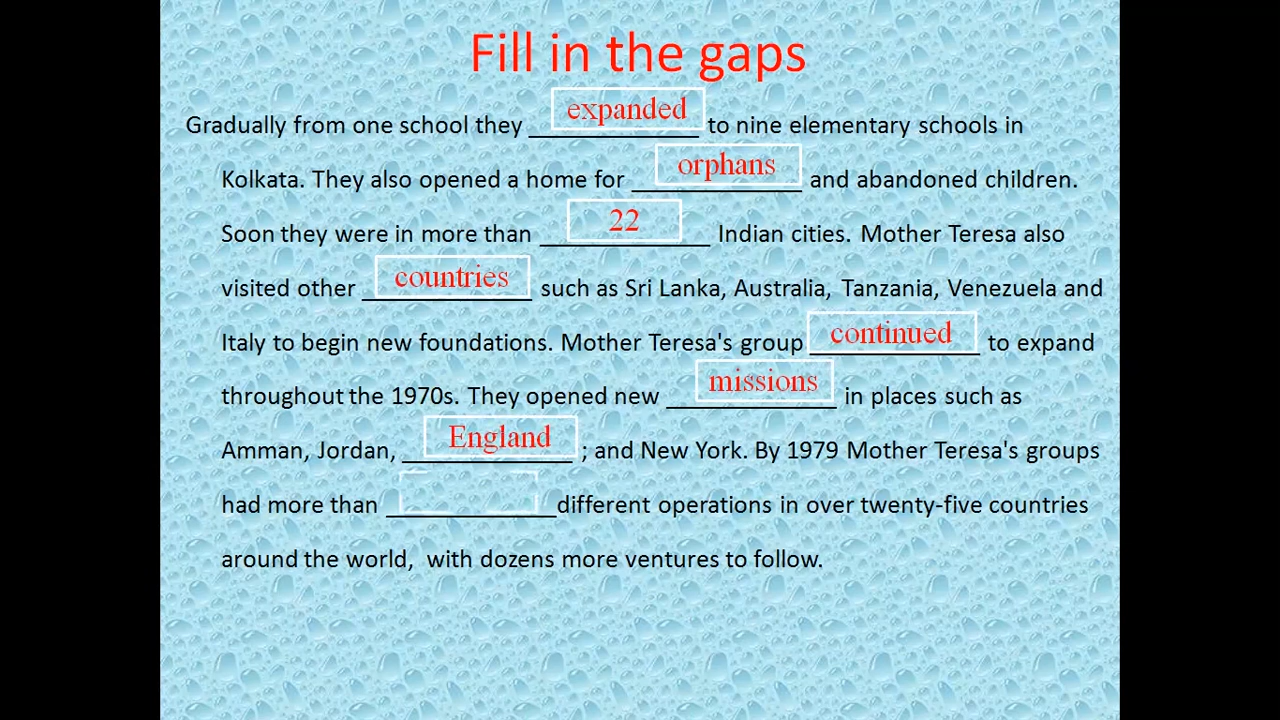 Fill in the gaps
Gradually from one school they expanded to nine elementary schools in
Kolkata. They also opened a home for orphans and abandoned children.
Soon they were in more than 22 Indian cities. Mother Teresa also
visited other countries such as Sri Lanka, Australia, Tanzania, Venezuela and
Italy to begin new foundations. Mother Teresa's group continued to expand
throughout the 1970s. They opened new missions in places such as
Amman, Jordan, England ; and New York. By 1979 Mother Teresa's groups
had more than ____________ different operations in over twenty-five countries
around the world, with dozens more ventures to follow.